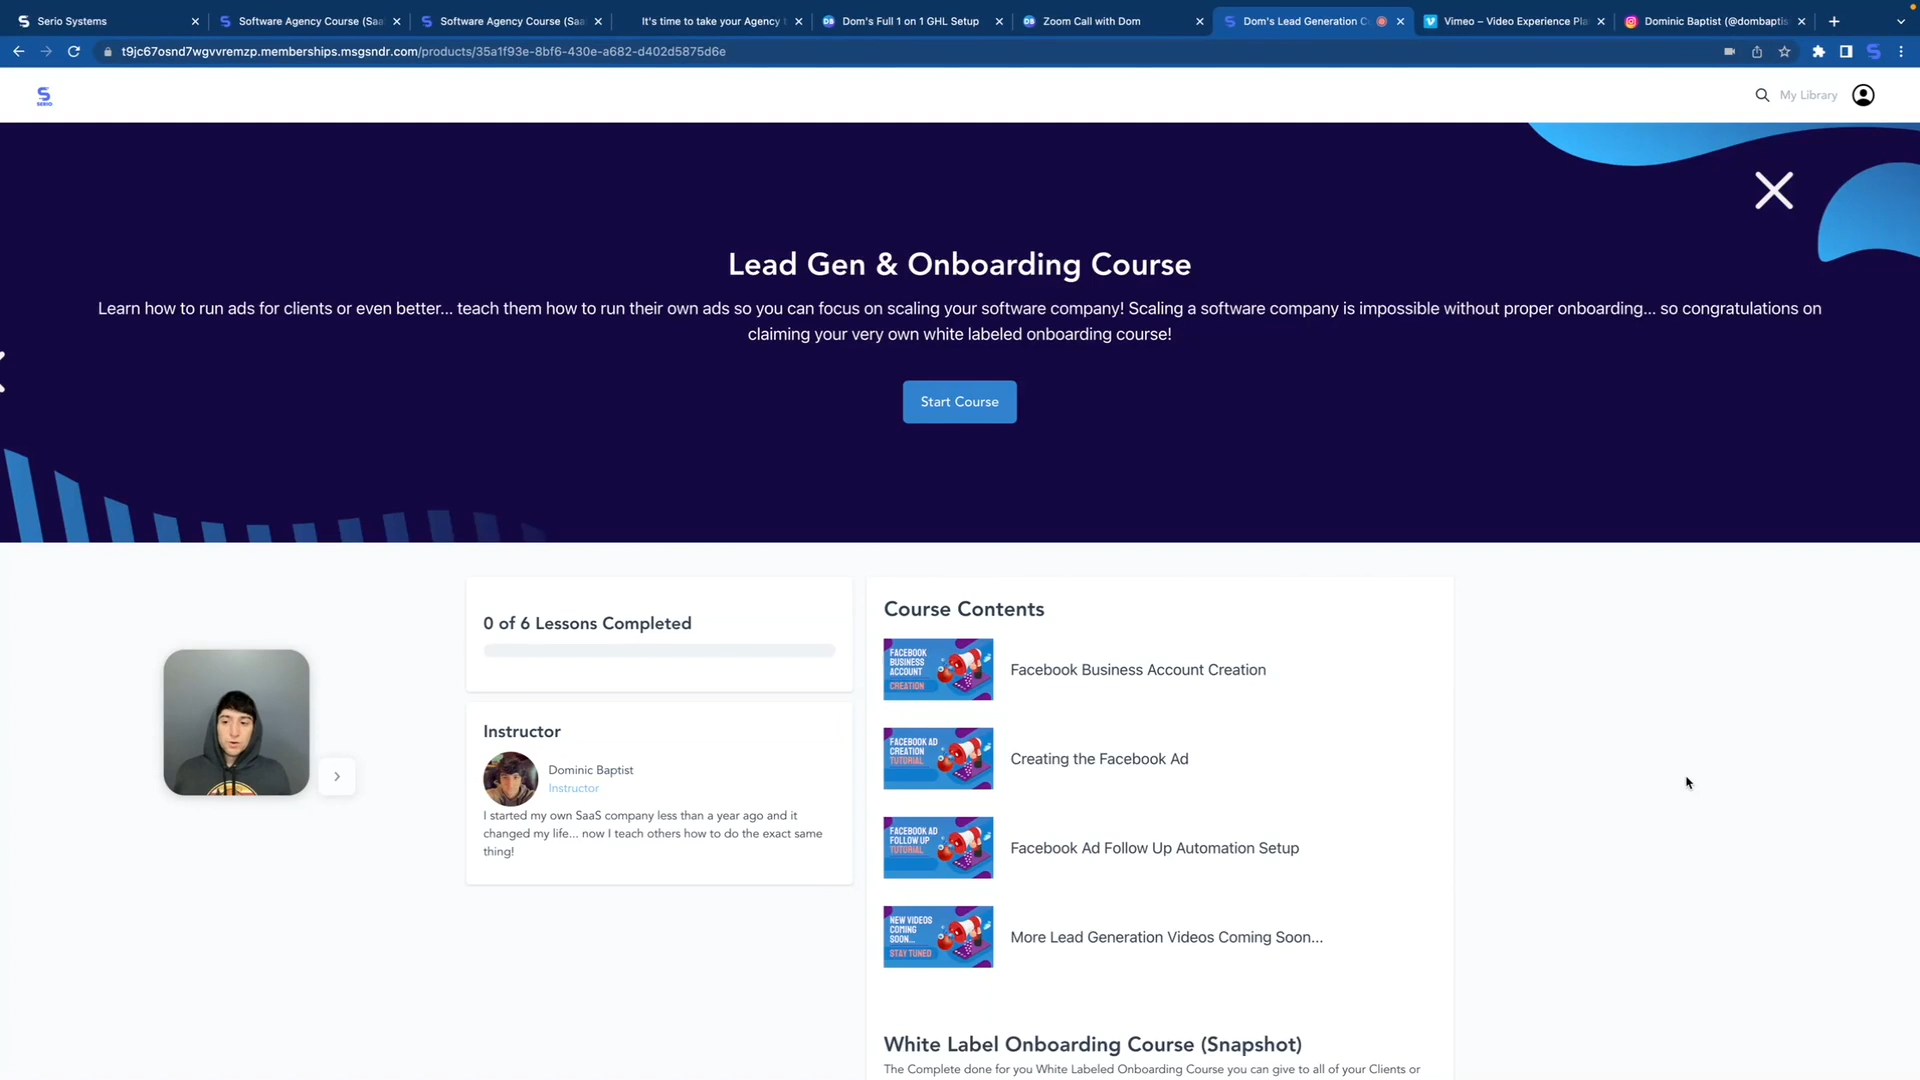 Serio Systems
Software Agency Course (Saa
Software Agency Course (Saa
It's time to take your Agency t
Dom's Full 1 on 1 GHL Setup
Zoom Call with Dom
Dom's Lead Generation C
Vimeo – Video Experience Pla
Dominic Baptist (@dombaptis
t9jc67osnd7wgvvremzp.memberships.msgsndr.com/products/35a1f93e-8bf6-430e-a682-d402d5875d6e
SERIO
My Library
Lead Gen & Onboarding Course
Learn how to run ads for clients or even better... teach them how to run their own ads so you can focus on scaling your software company! Scaling a software company is impossible without proper onboarding... so congratulations on
claiming your very own white labeled onboarding course!
Start Course
0 of 6 Lessons Completed
Instructor
Dominic Baptist
Instructor
I started my own SaaS company less than a year ago and it
changed my life... now I teach others how to do the exact same
thing!
Course Contents
FACEBOOK
BUSINESS
ACCOUNT
CREATION
Facebook Business Account Creation
FACEBOOK AD
CREATION
TUTORIAL
Creating the Facebook Ad
FACEBOOK AD
FOLLOW UP
TUTORIAL
Facebook Ad Follow Up Automation Setup
NEW VIDEOS
COMING
SOON...
STAY TUNED
More Lead Generation Videos Coming Soon...
White Label Onboarding Course (Snapshot)
The Complete done for you White Labeled Onboarding Course you can give to all of your Clients or